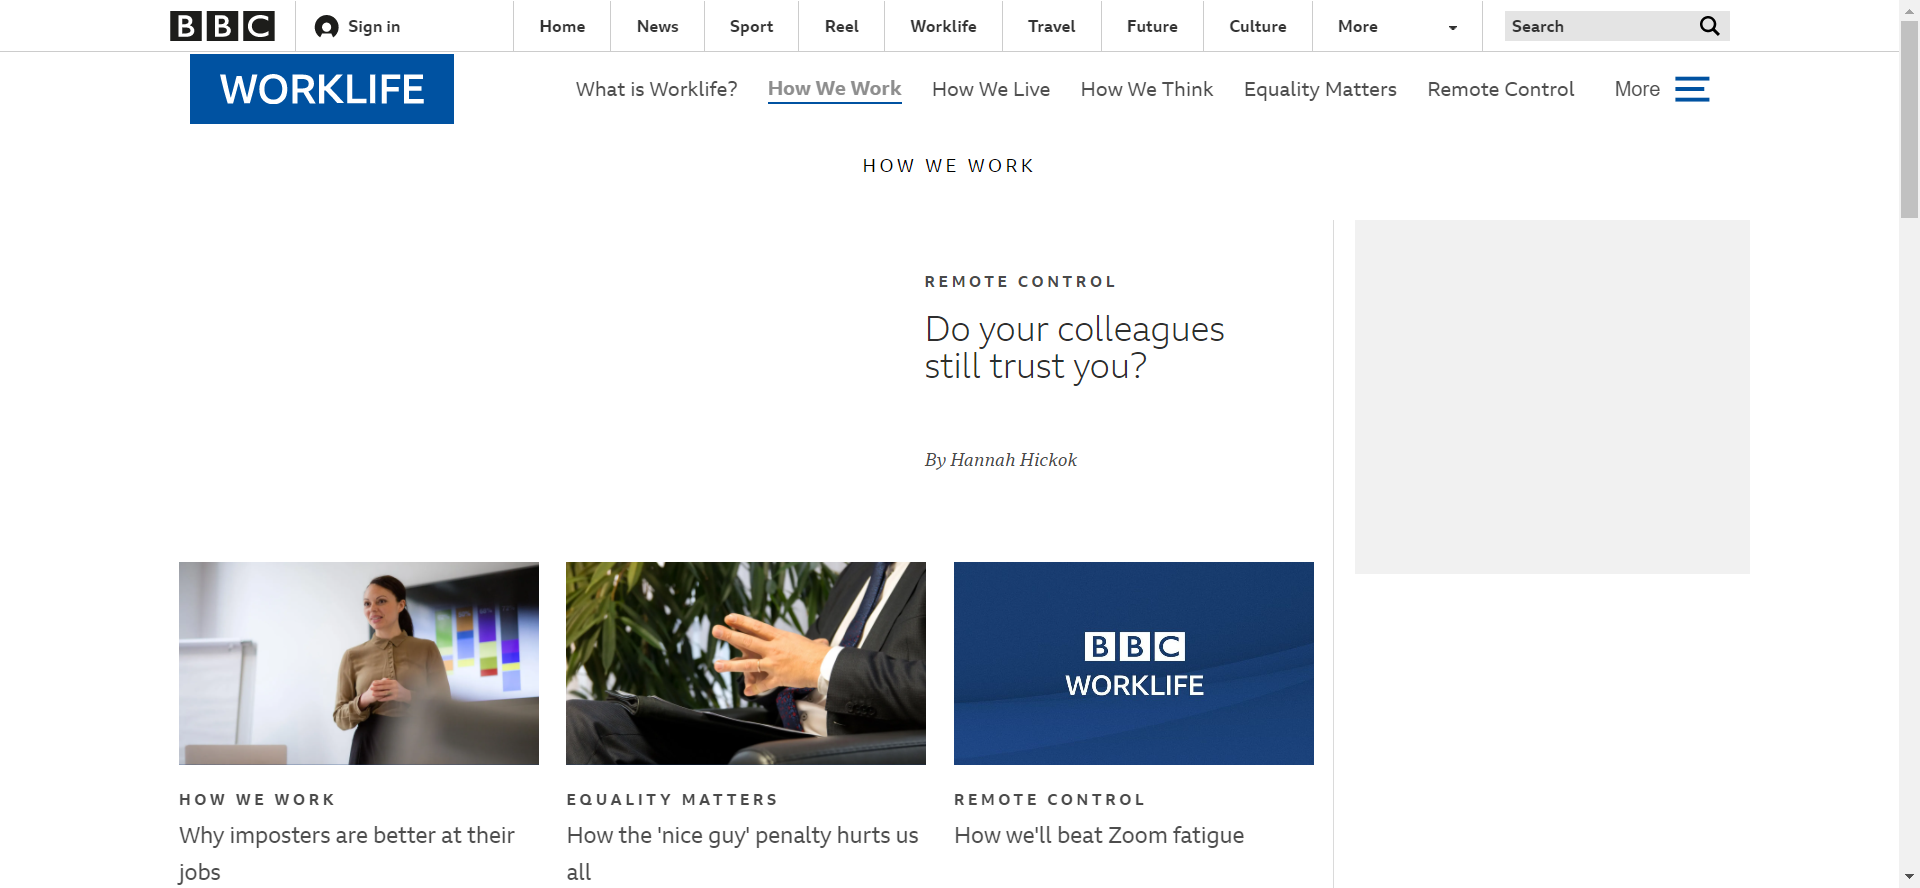 BBC
Sign in
Home
News
Sport
Reel
Worklife
Travel
Future
Culture
More
Search
WORKLIFE
What is Worklife?
How We Work
How We Live
How We Think
Equality Matters
Remote Control
More
HOW WE WORK
REMOTE CONTROL
Do your colleagues
still trust you?
By Hannah Hickok
BBC
WORKLIFE
HOW WE WORK
Why imposters are better at their
jobs
EQUALITY MATTERS
How the 'nice guy' penalty hurts us
all
REMOTE CONTROL
How we'll beat Zoom fatigue